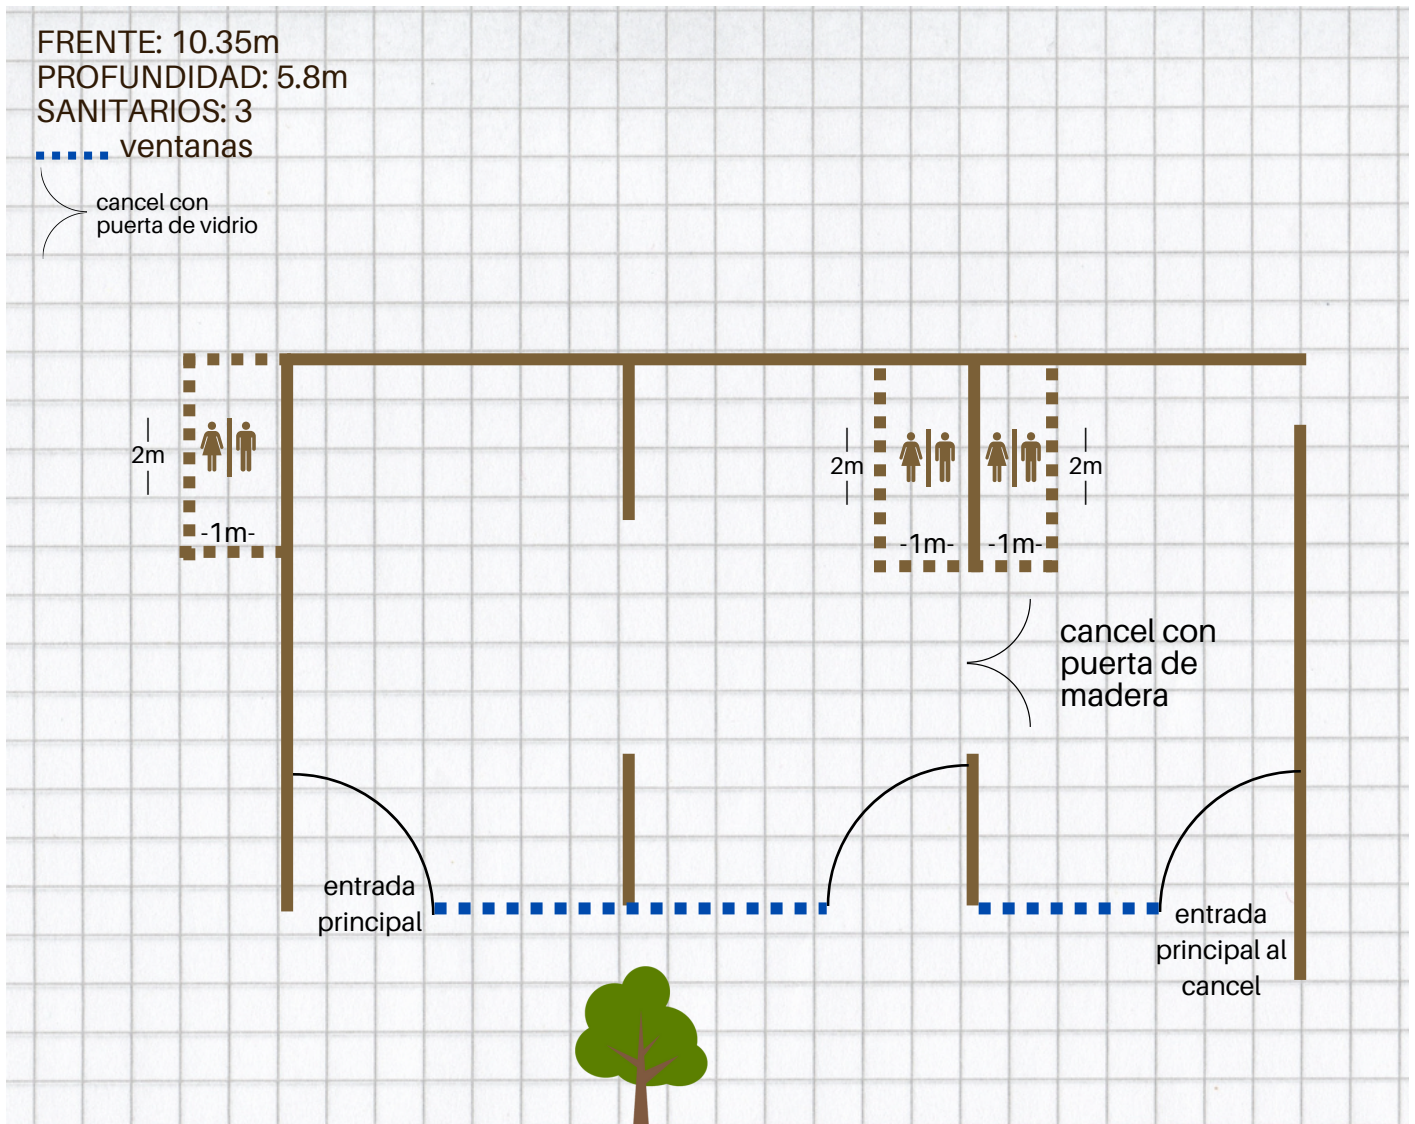 FRENTE: 10.35m
PROFUNDIDAD: 5.8m
SANITARIOS: 3
ventanas
cancel con
puerta de vidrio
2m
-1m-
2m
2m
-1m-
-1m-
cancel con
puerta de
madera
entrada
principal
entrada
principal al
cancel